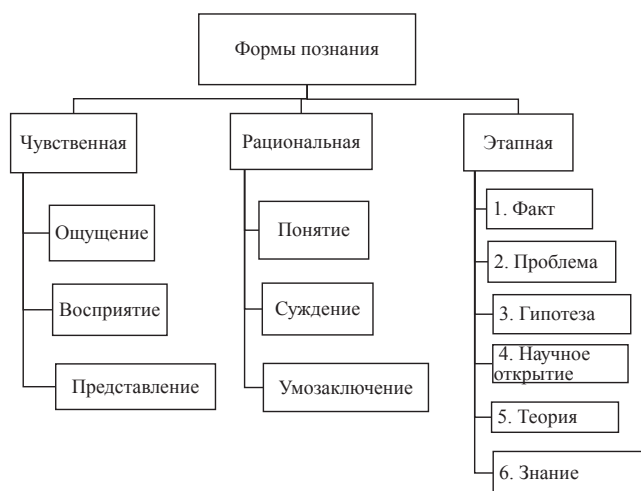 Формы познания
Чувственная
Ощущение
Восприятие
Представление
Рациональная
Понятие
Суждение
Умозаключение
Этапная
1. Факт
2. Проблема
3. Гипотеза
4. Научное
открытие
5. Теория
6. Знание